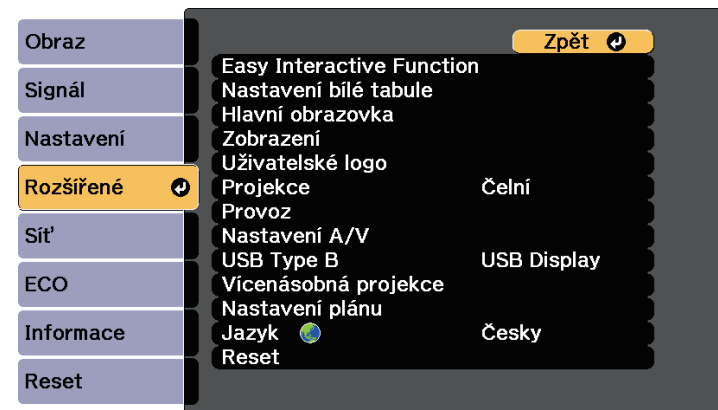 Obraz
Signál
Nastavení
Rozšířené
Síť
ECO
Informace
Reset
Zpět
Easy Interactive Function
Nastavení bílé tabule
Hlavní obrazovka
Zobrazení
Uživatelské logo
Projekce Čelní
Provoz
Nastavení A/V
USB Type B USB Display
Vícenásobná projekce
Nastavení plánu
Jazyk Česky
Reset